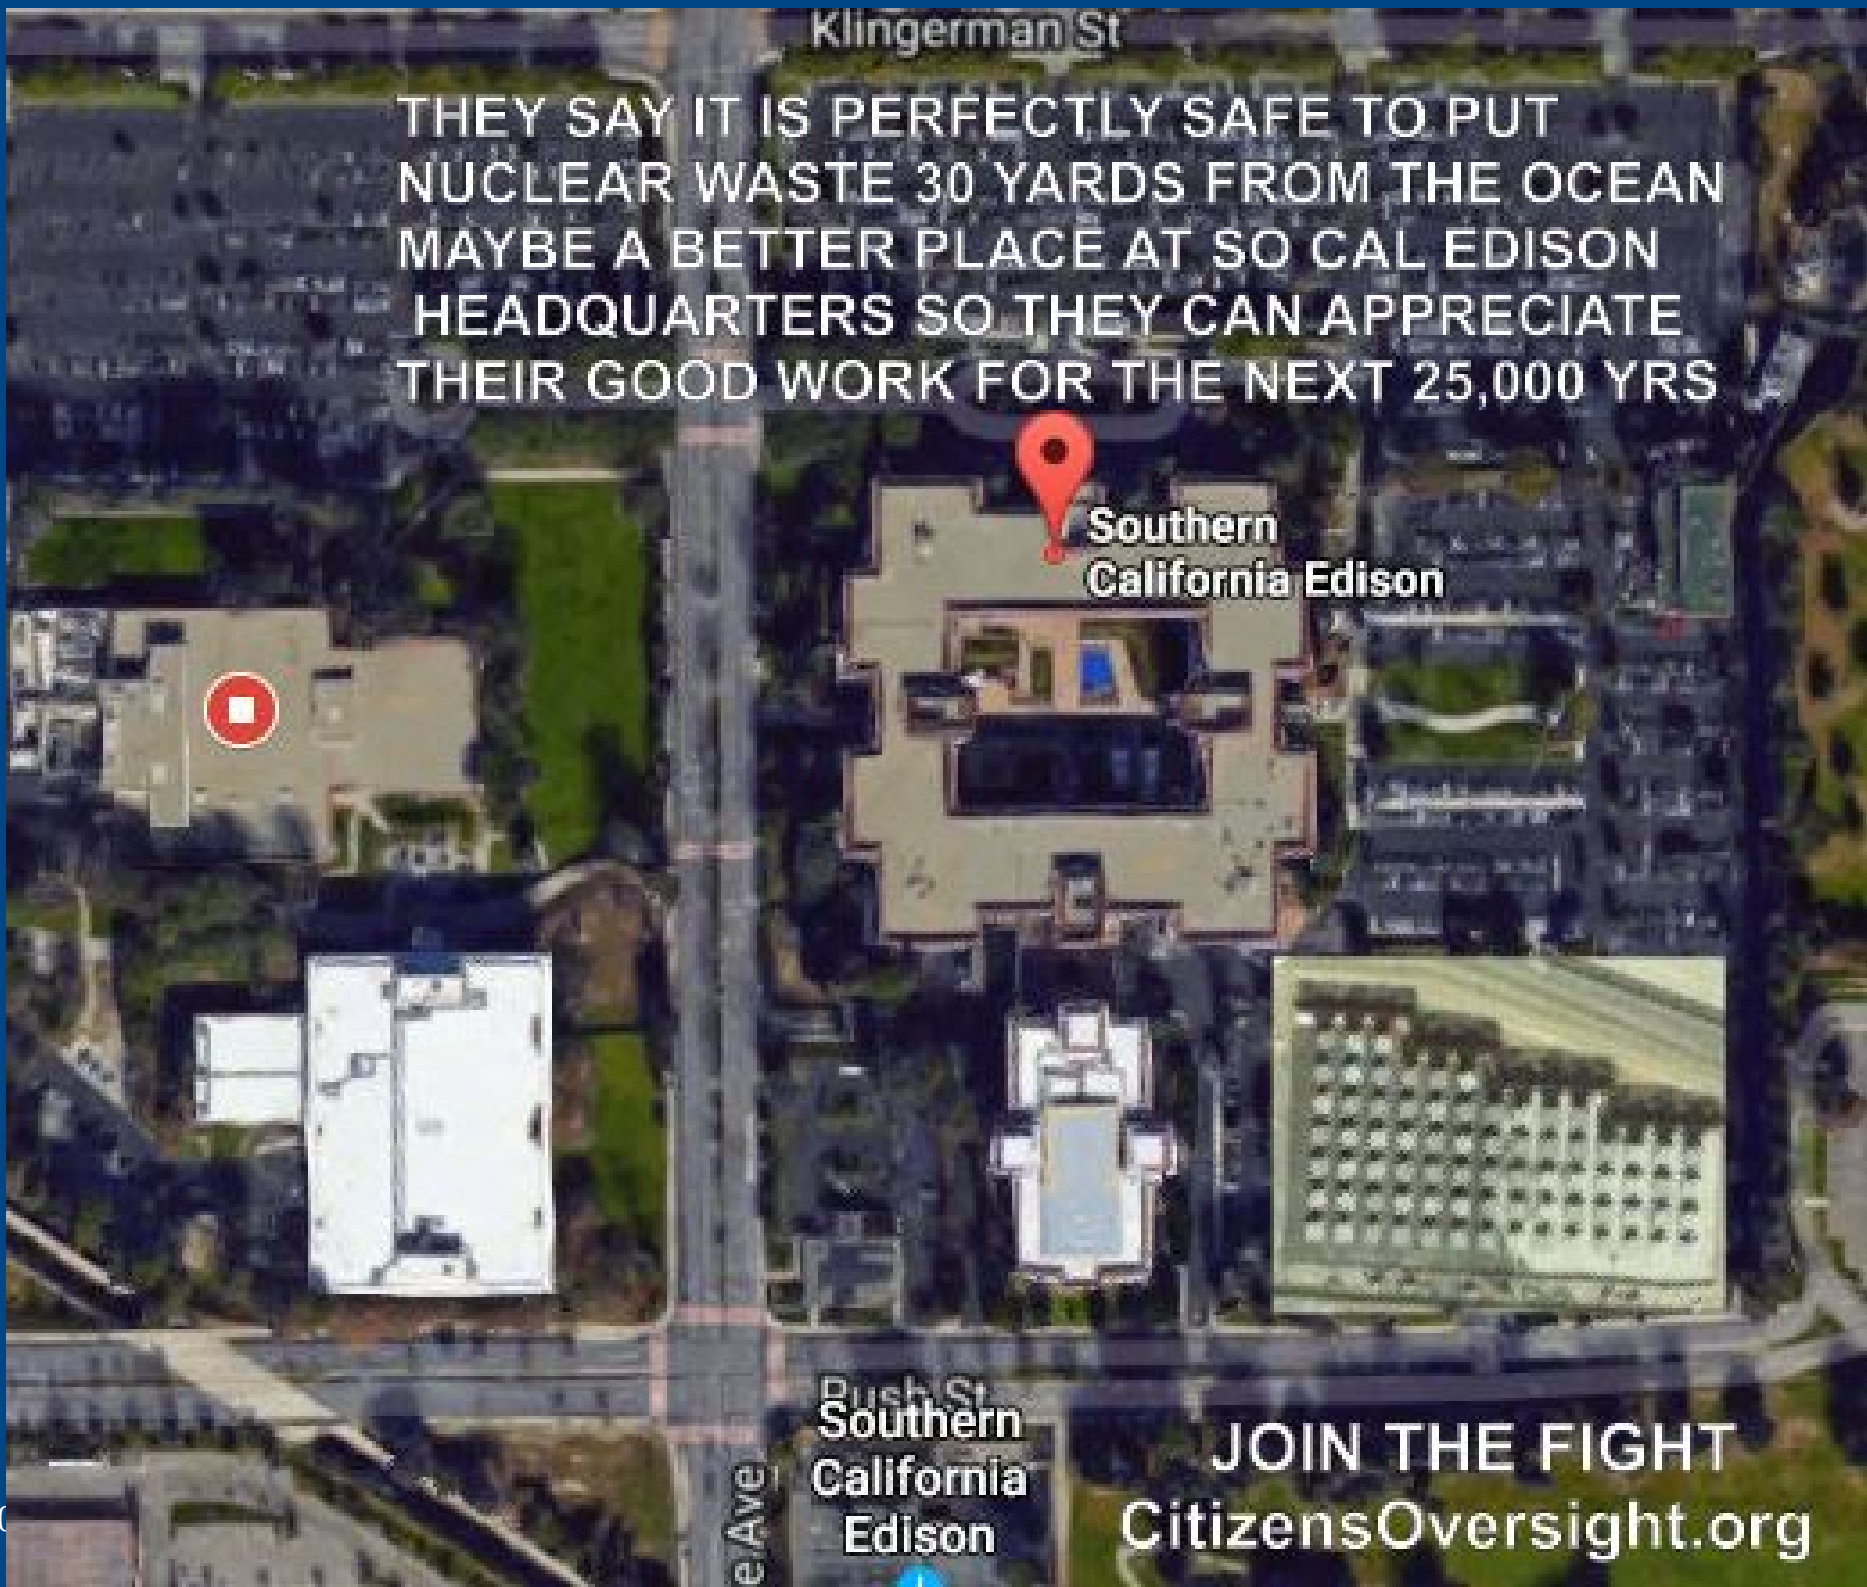 Klingerman St
THEY SAY IT IS PERFECTLY SAFE TO PUT
NUCLEAR WASTE 30 YARDS FROM THE OCEAN
MAYBE A BETTER PLACE AT SO CAL EDISON
HEADQUARTERS SO THEY CAN APPRECIATE
THEIR GOOD WORK FOR THE NEXT 25,000 YRS
Southern
California Edison
Rush St
Southern
California
Edison
e Ave
JOIN THE FIGHT
CitizensOversight.org